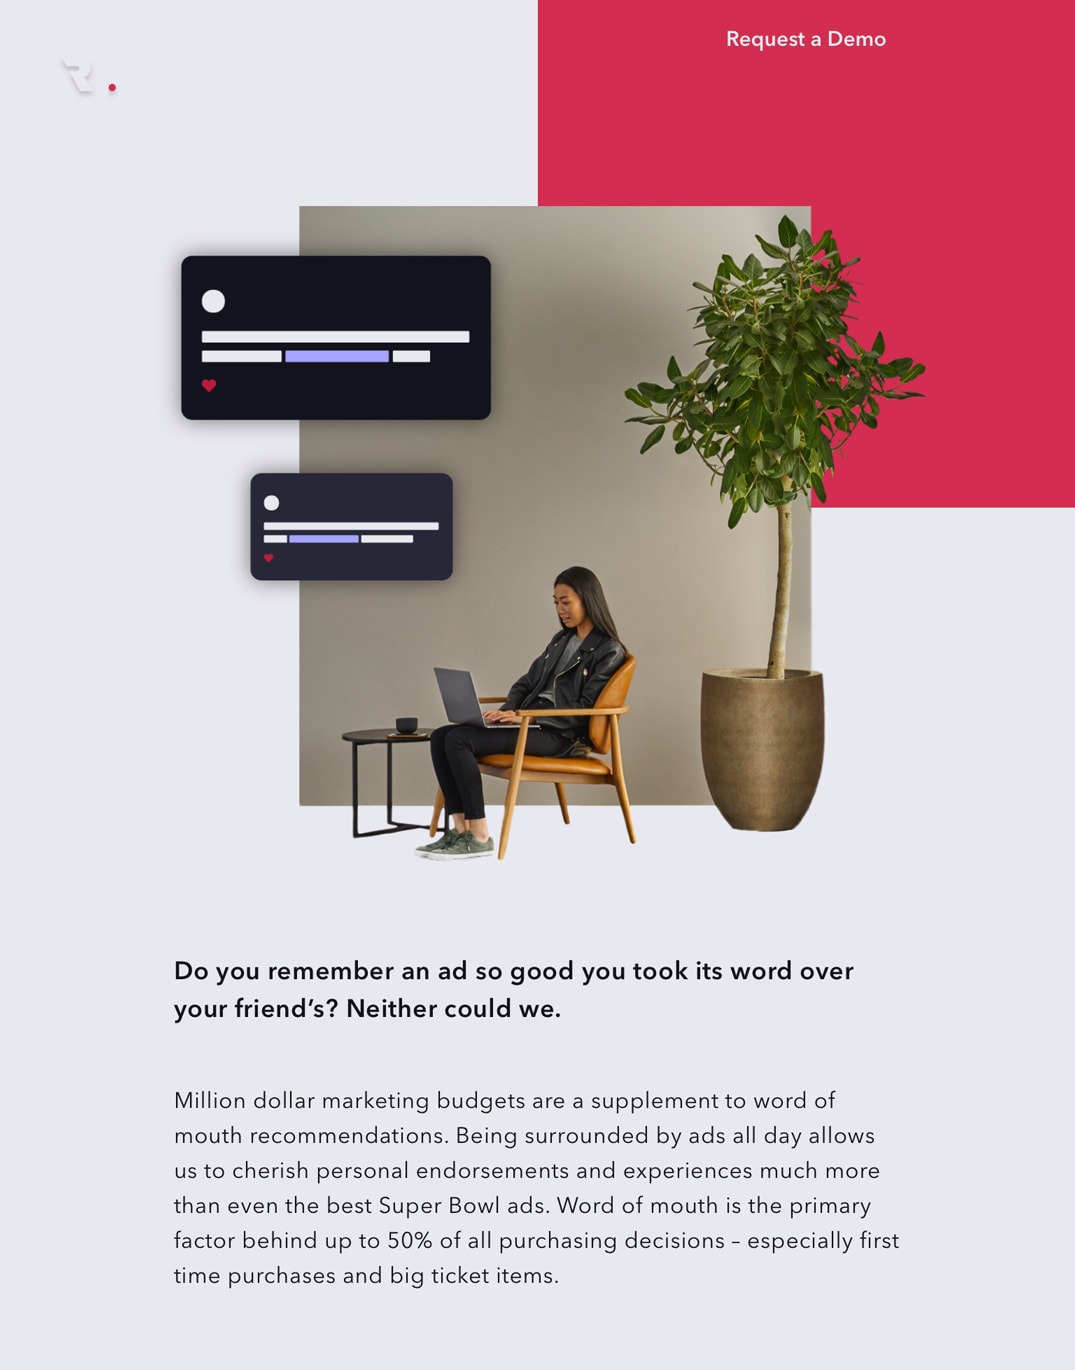 Request a Demo
R.
Do you remember an ad so good you took its word over
your friend’s? Neither could we.
Million dollar marketing budgets are a supplement to word of
mouth recommendations. Being surrounded by ads all day allows
us to cherish personal endorsements and experiences much more
than even the best Super Bowl ads. Word of mouth is the primary
factor behind up to 50% of all purchasing decisions – especially first
time purchases and big ticket items.